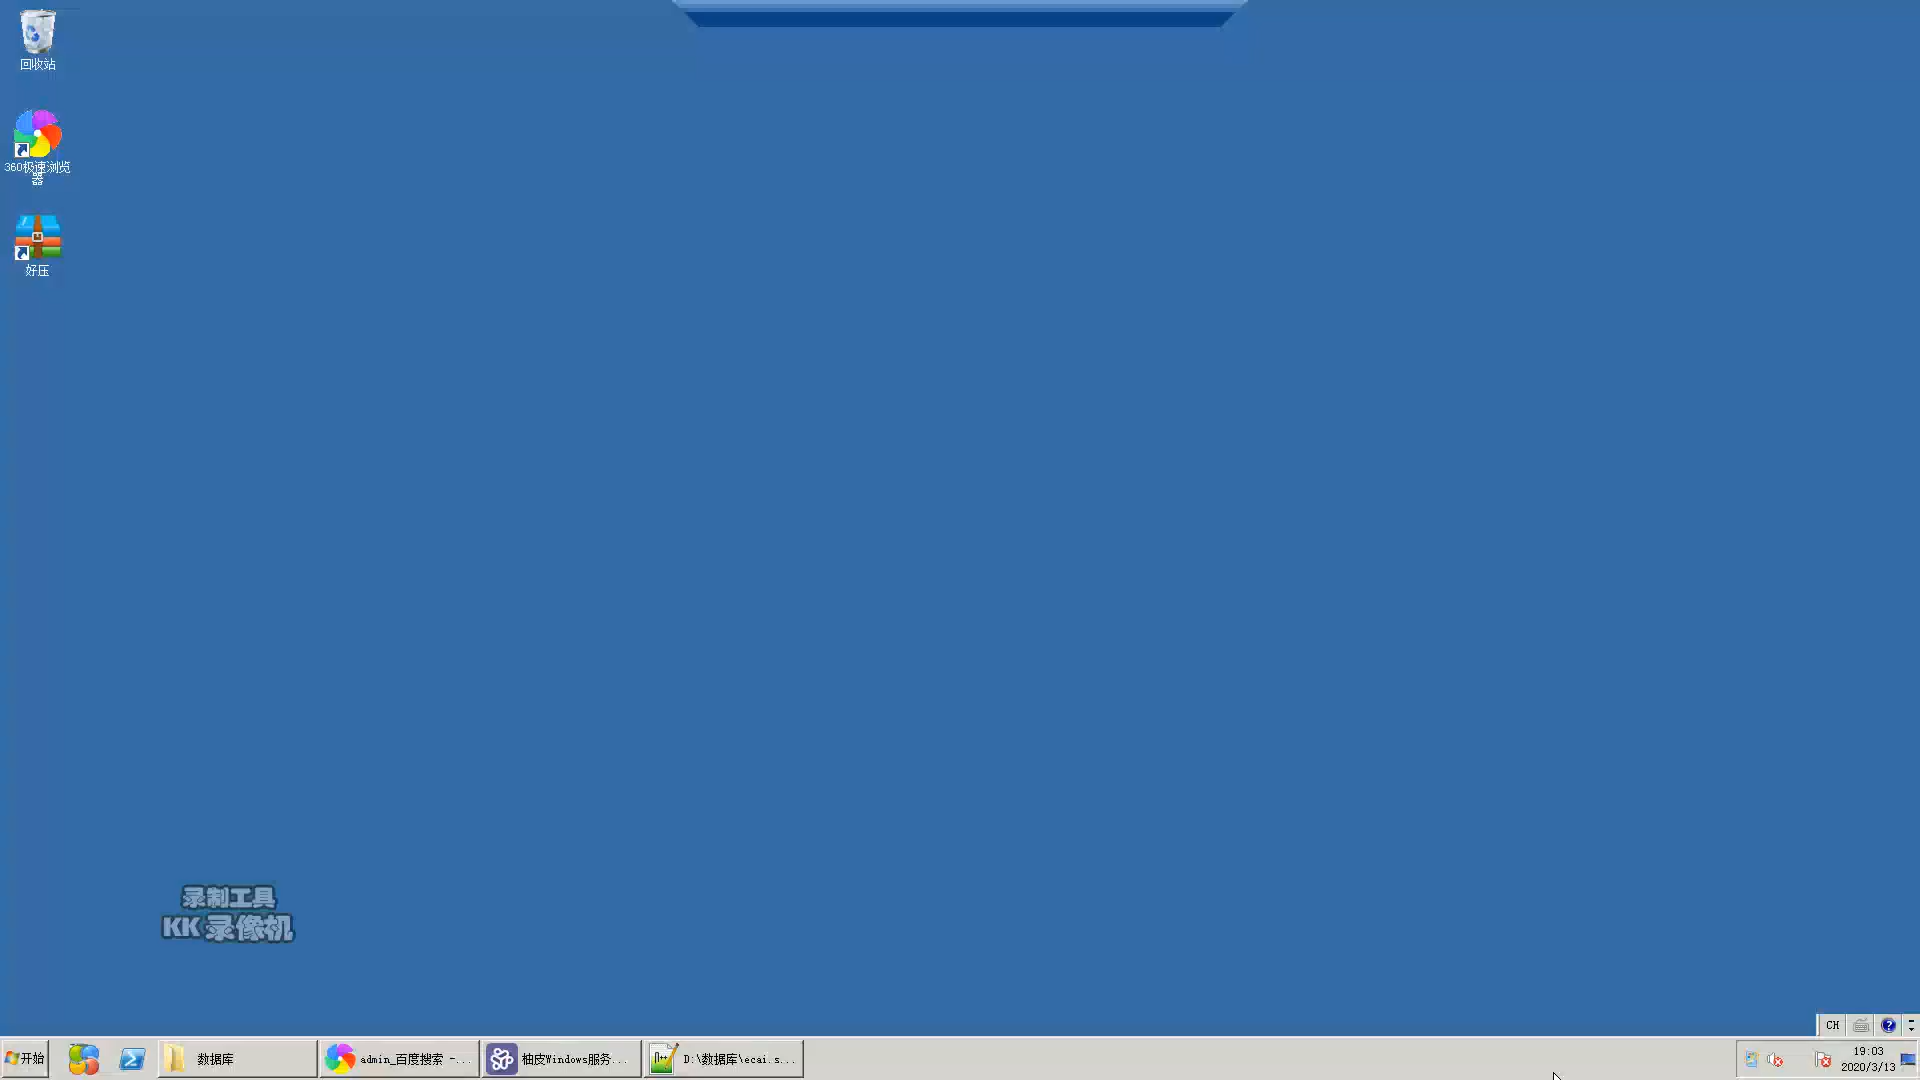 回收站
360极速浏览
器
好压
录制工具
KK 录像机
CH
开始
数据库
admin_百度搜索 -...
柚皮Windows服务...
D:\数据库\ecai.s...
19:03
2020/3/13